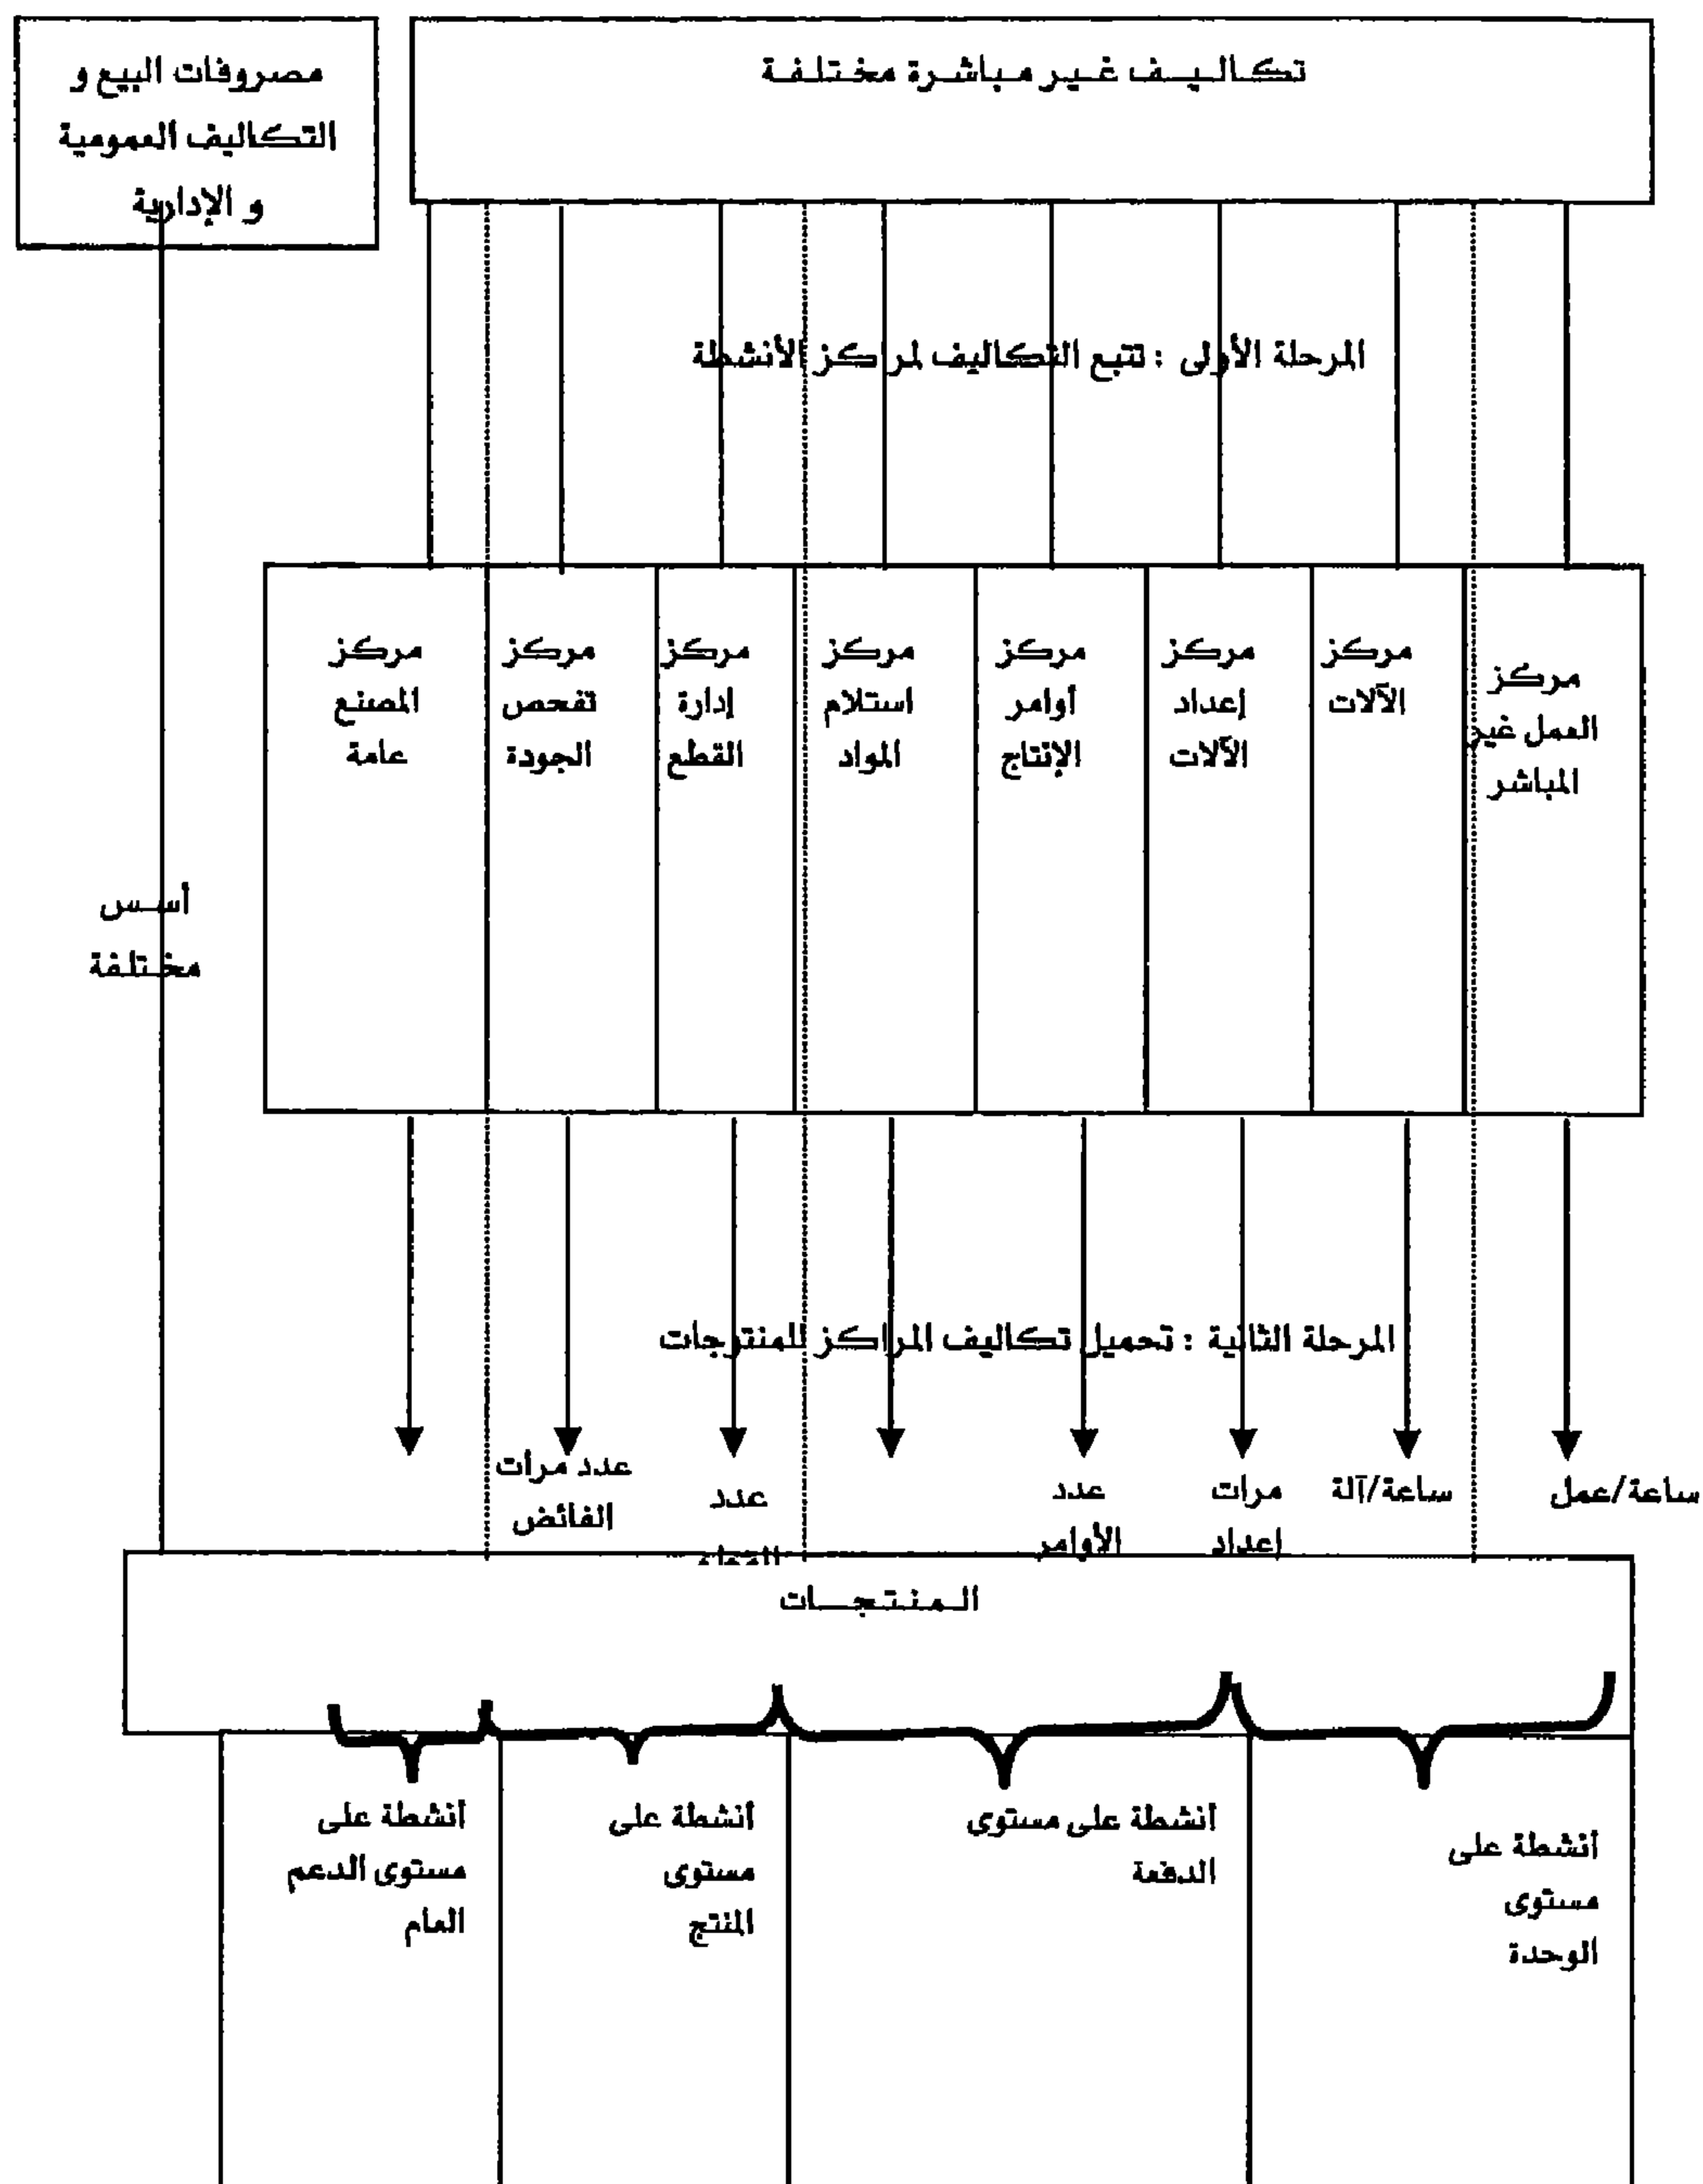 تكاليف غير مباشرة مختلفة
مصروفات البيع و
التكاليف العمومية
و الإدارية
المرحلة الأولى : تتبع التكاليف لمراكز الأنشطة
مركز
العمل غير
المباشر
مركز
الآلات
مركز
إعداد
الآلات
مركز
أوامر
الإنتاج
مركز
استلام
المواد
مركز
إدارة
القطع
مركز
تفحص
الجودة
مركز
المصنع
عامة
أسس
مختلفة
المرحلة الثانية : تحميل تكاليف المراكز للمنتوجات
ساعة/عمل
ساعة/آلة
مرات
إعداد
عدد
الأوامر
عدد
عدد مرات
الفائض
المنتجات
أنشطة على
مستوى
الوحدة
أنشطة على مستوى
الدفعة
أنشطة على
مستوى
المنتج
أنشطة على
مستوى الدعم
العام